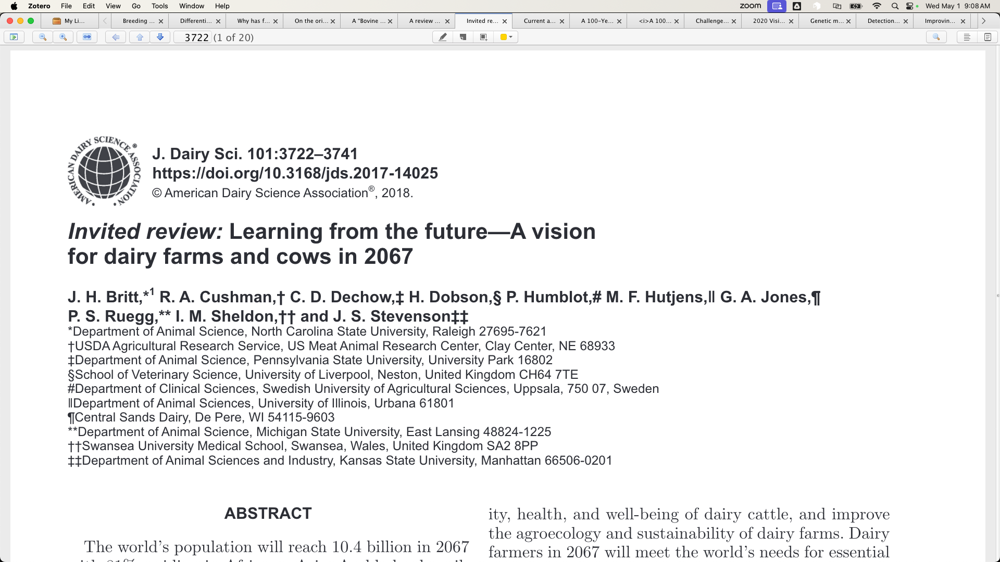 Zotero File Edit View Go Tools Window Help zoom Wed May 1 9:08 AM
My Li... Breeding ... Differenti... Why has f... On the ori... A "Bovine ... A review ... Invited re... Current a... A 100-Ye... <i>A 100... Challenge... 2020 Visi... Genetic m... Detection... Improvin...
3722 (1 of 20)
AMERICAN DAIRY SCIENCE ASSOCIATION®
J. Dairy Sci. 101:3722–3741
https://doi.org/10.3168/jds.2017-14025
© American Dairy Science Association®, 2018.
Invited review: Learning from the future—A vision
for dairy farms and cows in 2067
J. H. Britt,*1 R. A. Cushman,† C. D. Dechow,‡ H. Dobson,§ P. Humblot,# M. F. Hutjens,‖ G. A. Jones,¶
P. S. Ruegg,** I. M. Sheldon,†† and J. S. Stevenson‡‡
*Department of Animal Science, North Carolina State University, Raleigh 27695-7621
†USDA Agricultural Research Service, US Meat Animal Research Center, Clay Center, NE 68933
‡Department of Animal Science, Pennsylvania State University, University Park 16802
§School of Veterinary Science, University of Liverpool, Neston, United Kingdom CH64 7TE
#Department of Clinical Sciences, Swedish University of Agricultural Sciences, Uppsala, 750 07, Sweden
‖Department of Animal Sciences, University of Illinois, Urbana 61801
¶Central Sands Dairy, De Pere, WI 54115-9603
**Department of Animal Science, Michigan State University, East Lansing 48824-1225
††Swansea University Medical School, Swansea, Wales, United Kingdom SA2 8PP
‡‡Department of Animal Sciences and Industry, Kansas State University, Manhattan 66506-0201
ABSTRACT
The world's population will reach 10.4 billion in 2067
ity, health, and well-being of dairy cattle, and improve
the agroecology and sustainability of dairy farms. Dairy
farmers in 2067 will meet the world's needs for essential